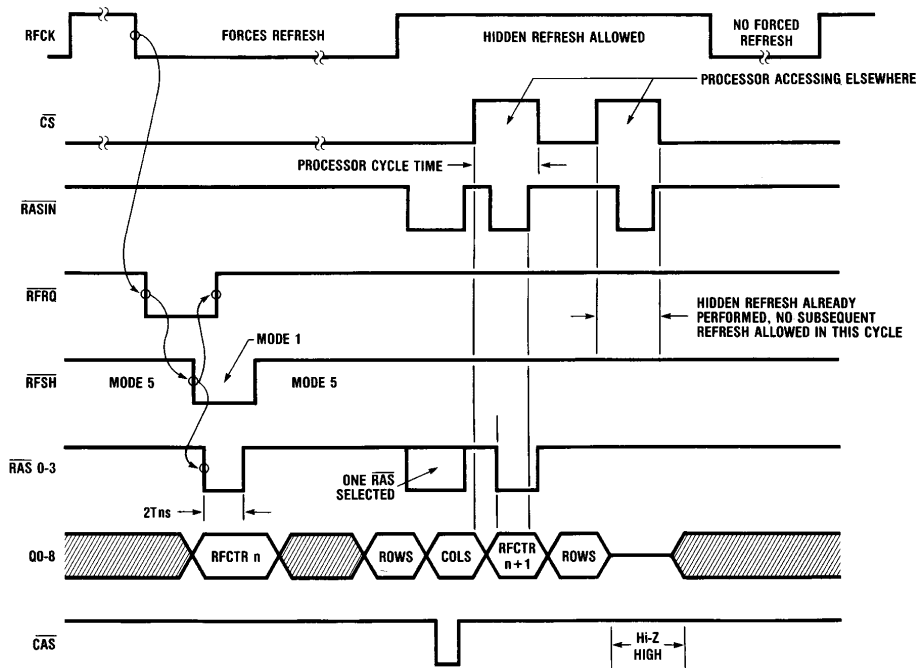 RFCK
FORCES REFRESH
HIDDEN REFRESH ALLOWED
NO FORCED
REFRESH
PROCESSOR ACCESSING ELSEWHERE
CS
PROCESSOR CYCLE TIME
RASIN
RFRQ
HIDDEN REFRESH ALREADY
PERFORMED, NO SUBSEQUENT
REFRESH ALLOWED IN THIS CYCLE
MODE 1
RFSH
MODE 5
MODE 5
RAS 0-3
ONE RAS
SELECTED
2Tns
Q0-8
RFCTR n
ROWS
COLS
RFCTR
n+1
ROWS
CAS
Hi-Z
HIGH